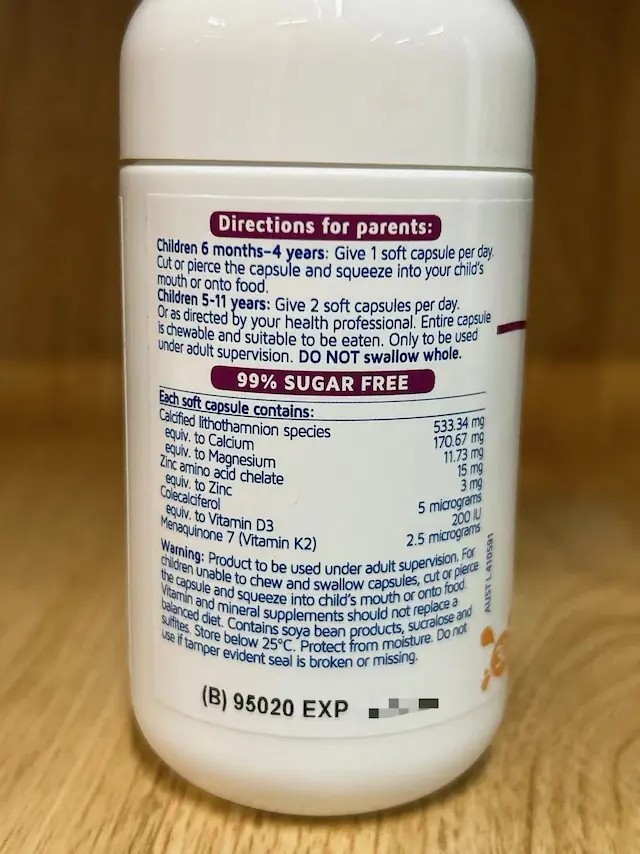 Directions for parents:
Children 6 months-4 years: Give 1 soft capsule per day.
Cut or pierce the capsule and squeeze into your child's
mouth or onto food.
Children 5-11 years: Give 2 soft capsules per day.
Or as directed by your health professional. Entire capsule
is chewable and suitable to be eaten. Only to be used
under adult supervision. DO NOT swallow whole.
99% SUGAR FREE
Each soft capsule contains:
Calcified lithothamnion species 533.34 mg
equiv. to Calcium 170.67 mg
equiv. to Magnesium 11.73 mg
Zinc amino acid chelate 15 mg
equiv. to Zinc 3 mg
Colecalciferol 5 micrograms
equiv. to Vitamin D3 200 IU
Menaquinone 7 (Vitamin K2) 2.5 micrograms
Warning: Product to be used under adult supervision. For
children unable to chew and swallow capsules, cut or pierce
the capsule and squeeze into child's mouth or onto food.
Vitamin and mineral supplements should not replace a
balanced diet. Contains soya bean products, sucralose and
sulfites. Store below 25°C. Protect from moisture. Do not
use if tamper evident seal is broken or missing.
AUST L 410591
(B) 95020 EXP